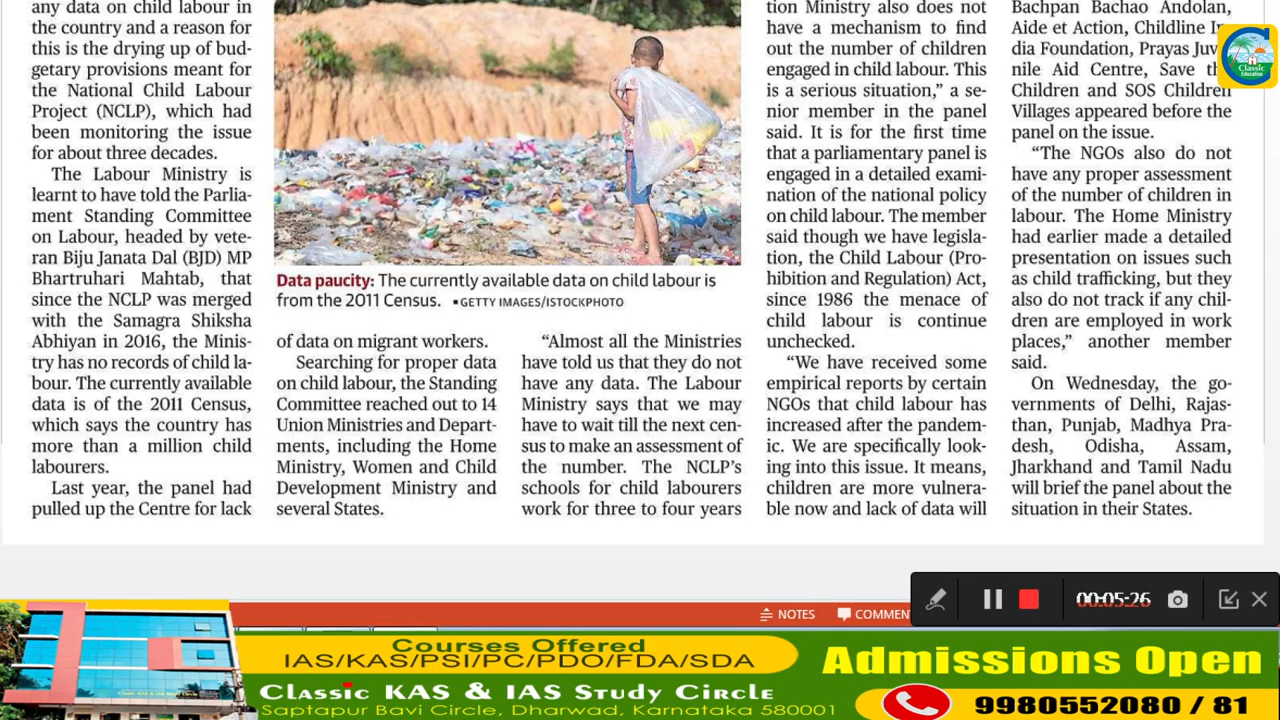 any data on child labour in
the country and a reason for
this is the drying up of bud-
getary provisions meant for
the National Child Labour
Project (NCLP), which had
been monitoring the issue
for about three decades.
The Labour Ministry is
learnt to have told the Parlia-
ment Standing Committee
on Labour, headed by vete-
ran Biju Janata Dal (BJD) MP
Bhartruhari Mahtab, that
since the NCLP was merged
with the Samagra Shiksha
Abhiyan in 2016, the Minis-
try has no records of child la-
bour. The currently available
data is of the 2011 Census,
which says the country has
more than a million child
labourers.
Last year, the panel had
pulled up the Centre for lack
Data paucity: The currently available data on child labour is
from the 2011 Census. ▪GETTY IMAGES/ISTOCKPHOTO
of data on migrant workers.
Searching for proper data
on child labour, the Standing
Committee reached out to 14
Union Ministries and Depart-
ments, including the Home
Ministry, Women and Child
Development Ministry and
several States.
“Almost all the Ministries
have told us that they do not
have any data. The Labour
Ministry says that we may
have to wait till the next cen-
sus to make an assessment of
the number. The NCLP’s
schools for child labourers
work for three to four years
tion Ministry also does not
have a mechanism to find
out the number of children
engaged in child labour. This
is a serious situation,” a se-
nior member in the panel
said. It is for the first time
that a parliamentary panel is
engaged in a detailed exami-
nation of the national policy
on child labour. The member
said though we have legisla-
tion, the Child Labour (Pro-
hibition and Regulation) Act,
since 1986 the menace of
child labour is continue
unchecked.
“We have received some
empirical reports by certain
NGOs that child labour has
increased after the pandem-
ic. We are specifically look-
ing into this issue. It means,
children are more vulnera-
ble now and lack of data will
Bachpan Bachao Andolan,
Aide et Action, Childline In-
dia Foundation, Prayas Juve-
nile Aid Centre, Save the
Children and SOS Children
Villages appeared before the
panel on the issue.
“The NGOs also do not
have any proper assessment
of the number of children in
labour. The Home Ministry
had earlier made a detailed
presentation on issues such
as child trafficking, but they
also do not track if any chil-
dren are employed in work
places,” another member
said.
On Wednesday, the go-
vernments of Delhi, Rajas-
than, Punjab, Madhya Pra-
desh, Odisha, Assam,
Jharkhand and Tamil Nadu
will brief the panel about the
situation in their States.
Classic
Education
00:05:26
NOTES
COMMEN
Courses Offered
IAS/KAS/PSI/PC/PDO/FDA/SDA
Classic KAS & IAS Study Circle
Saptapur Bavi Circle, Dharwad, Karnataka 580001
Admissions Open
9980552080 / 81